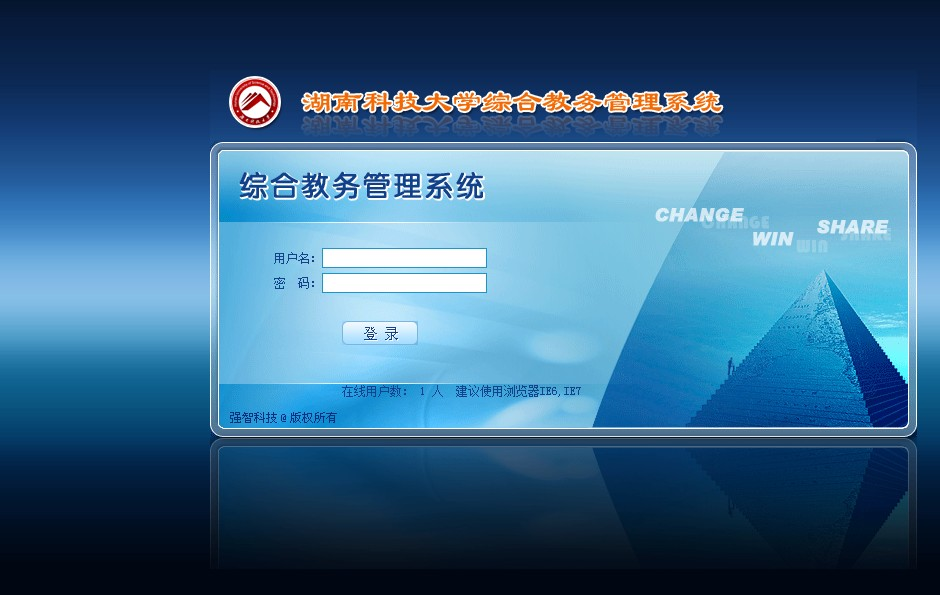 湖南科技大学综合教务管理系统
综合教务管理系统
CHANGE
WIN SHARE
用户名:
密 码:
登 录
在线用户数: 1 人 建议使用浏览器IE6,IE7
强智科技@版权所有